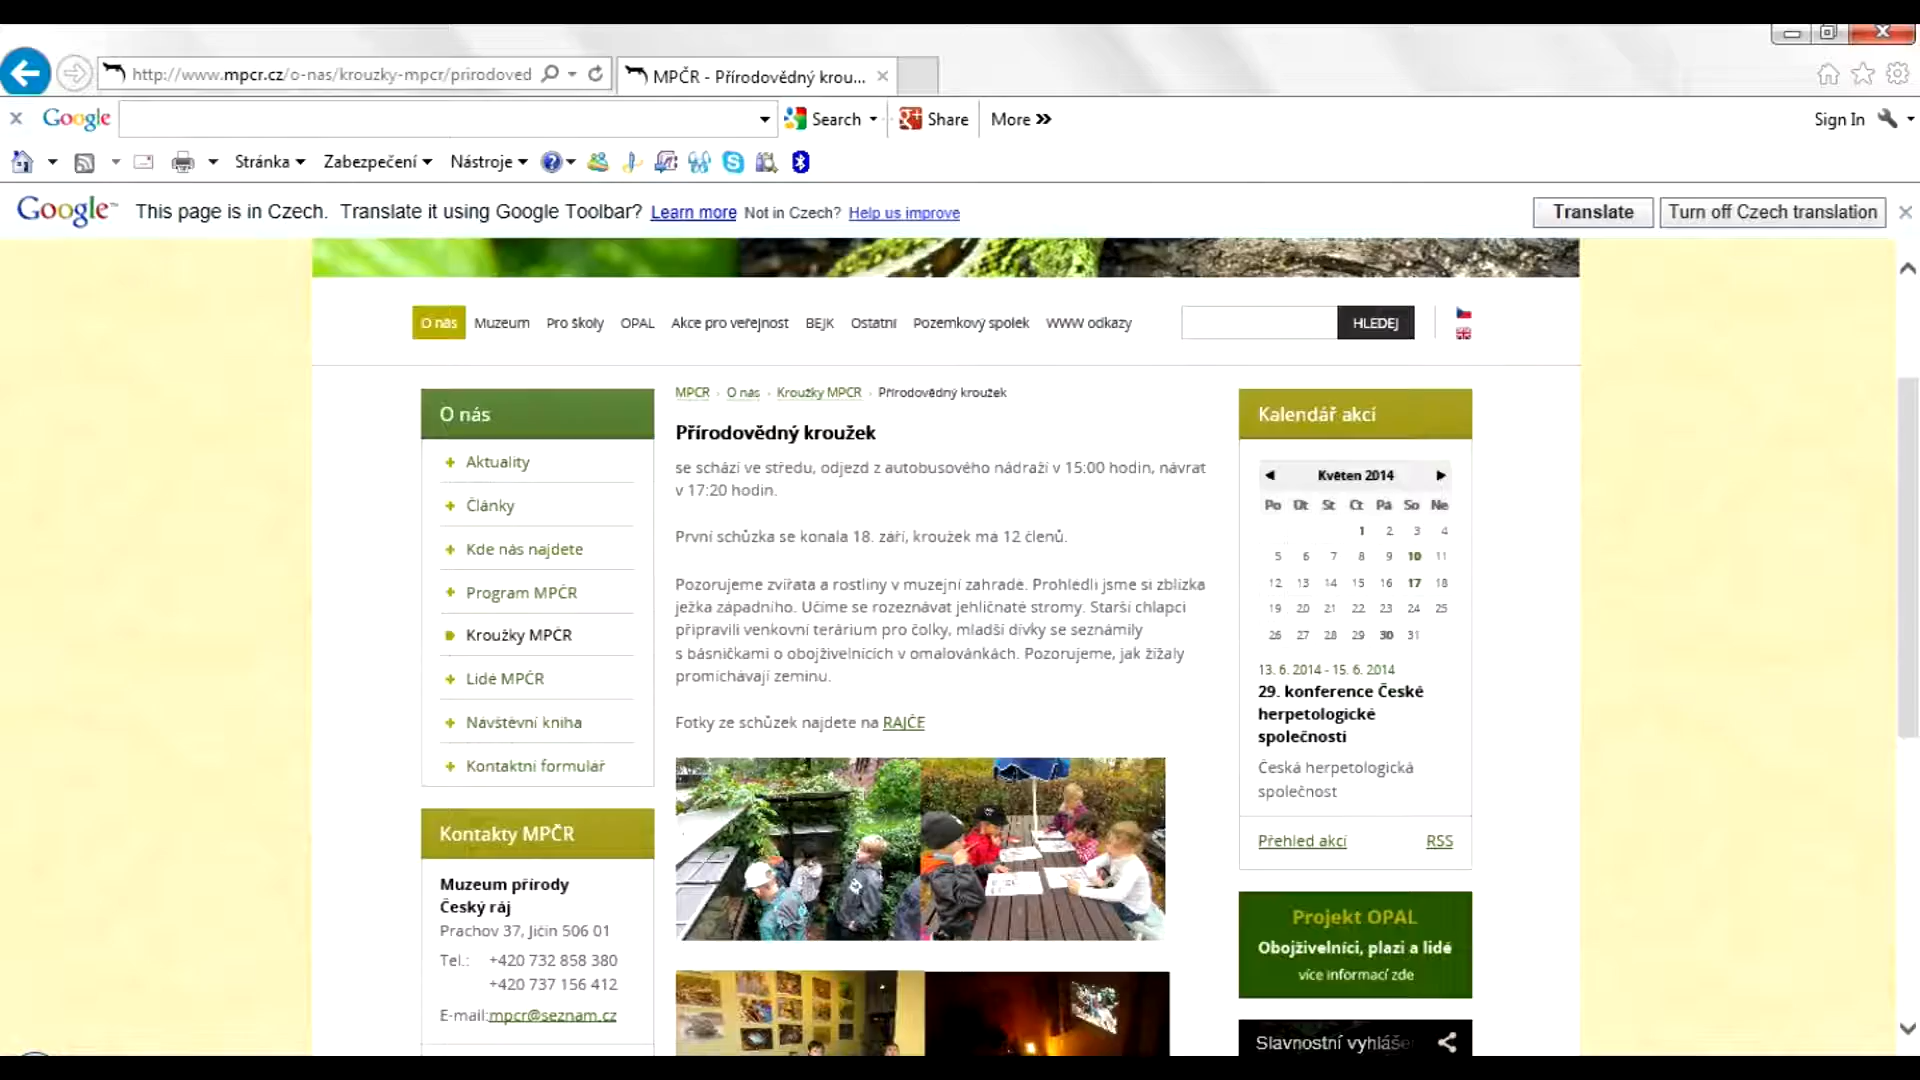 http://www.mpcr.cz/o-nas/krouzky-mpcr/prirodoved
MPČR - Přírodovědný krou...
Google
Search
Share
More
Sign In
Stránka
Zabezpečení
Nástroje
Google™ This page is in Czech. Translate it using Google Toolbar? Learn more Not in Czech? Help us improve
Translate
Turn off Czech translation
O nás
Muzeum
Pro školy
OPAL
Akce pro veřejnost
BEJK
Ostatní
Pozemkový spolek
WWW odkazy
HLEDEJ
O nás
Aktuality
Články
Kde nás najdete
Program MPČR
Kroužky MPČR
Lidé MPČR
Návštěvní kniha
Kontaktní formulář
Kontakty MPČR
Muzeum přírody
Český ráj
Prachov 37, Jičín 506 01
Tel.: +420 732 858 380
+420 737 156 412
E-mail:mpcr@seznam.cz
MPČR › O nás › Kroužky MPČR › Přírodovědný kroužek
Přírodovědný kroužek
se schází ve středu, odjezd z autobusového nádraží v 15:00 hodin, návrat
v 17:20 hodin.
První schůzka se konala 18. září, kroužek má 12 členů.
Pozorujeme zvířata a rostliny v muzejní zahradě. Prohlédli jsme si zblízka
ježka západního. Učíme se rozeznávat jehličnaté stromy. Starší chlapci
připravili venkovní terárium pro čolky, mladší dívky se seznámily
s básničkami o obojživelnících v omalovánkách. Pozorujeme, jak žížaly
promíchávají zeminu.
Fotky ze schůzek najdete na RAJČE
Kalendář akcí
Květen 2014
Po Út St Čt Pá So Ne
1 2 3 4
5 6 7 8 9 10 11
12 13 14 15 16 17 18
19 20 21 22 23 24 25
26 27 28 29 30 31
13. 6. 2014 - 15. 6. 2014
29. konference České
herpetologické
společnosti
Česká herpetologická
společnost
Přehled akcí
RSS
Projekt OPAL
Obojživelníci, plazi a lidé
více informací zde
Slavnostní vyhláše